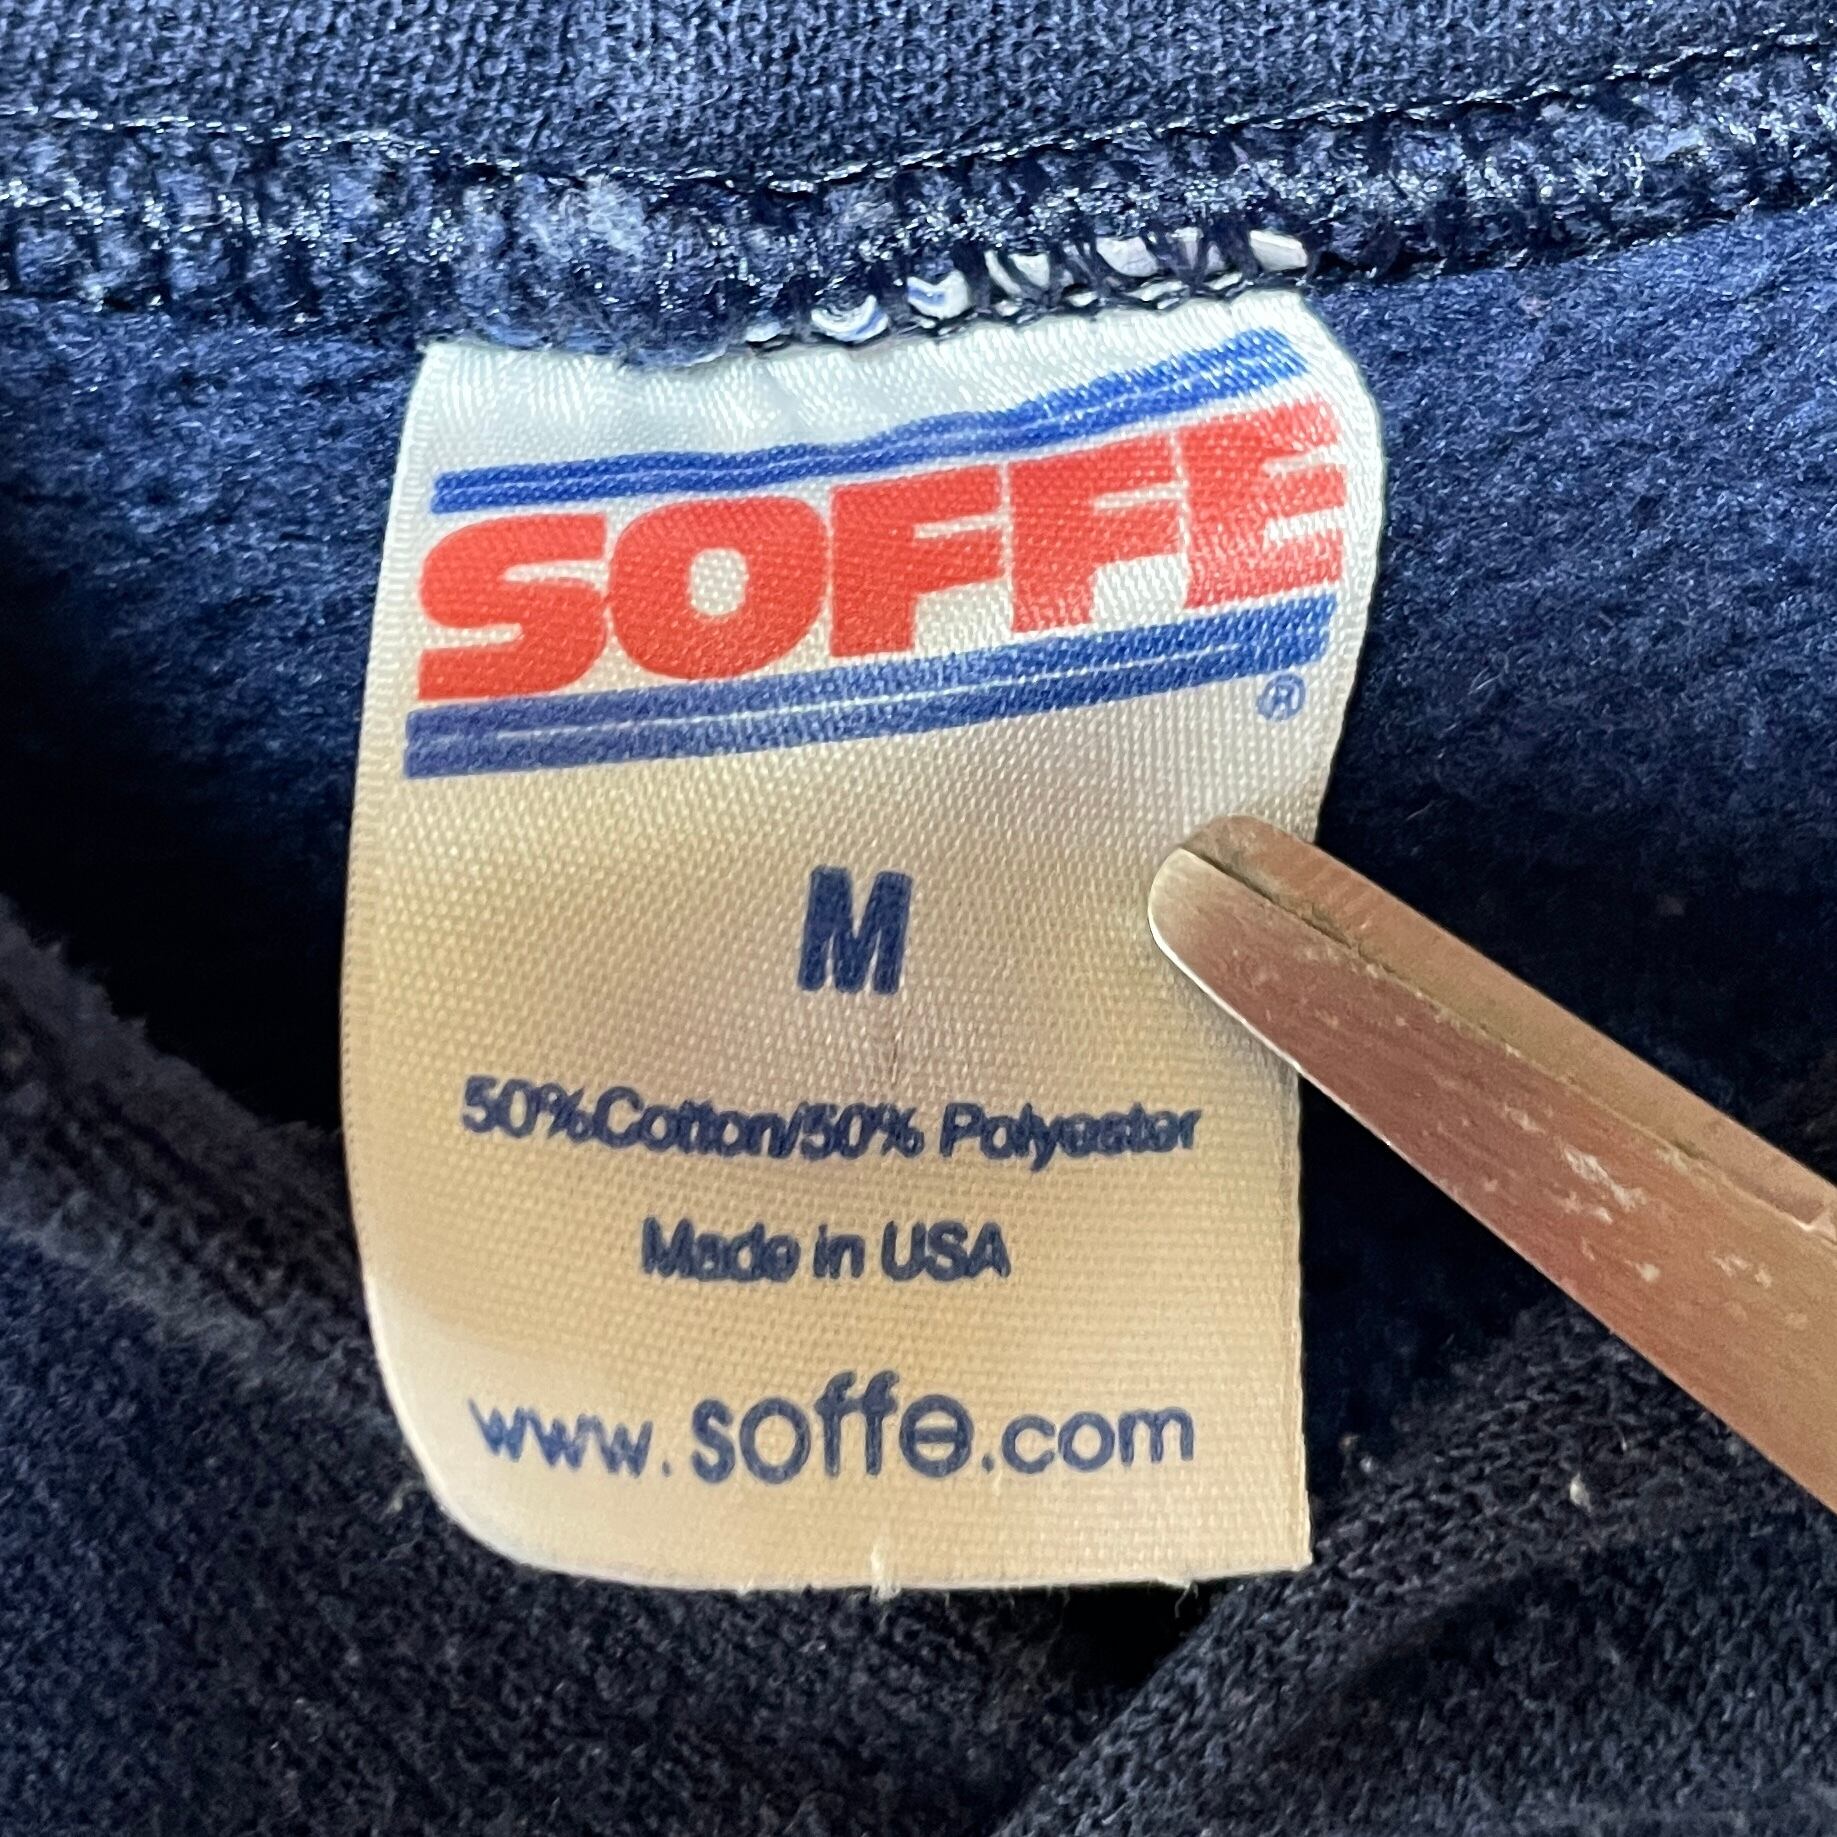 SOFFE
®
M
50%Cotton/50% Polyester
Made in USA
www.soffe.com